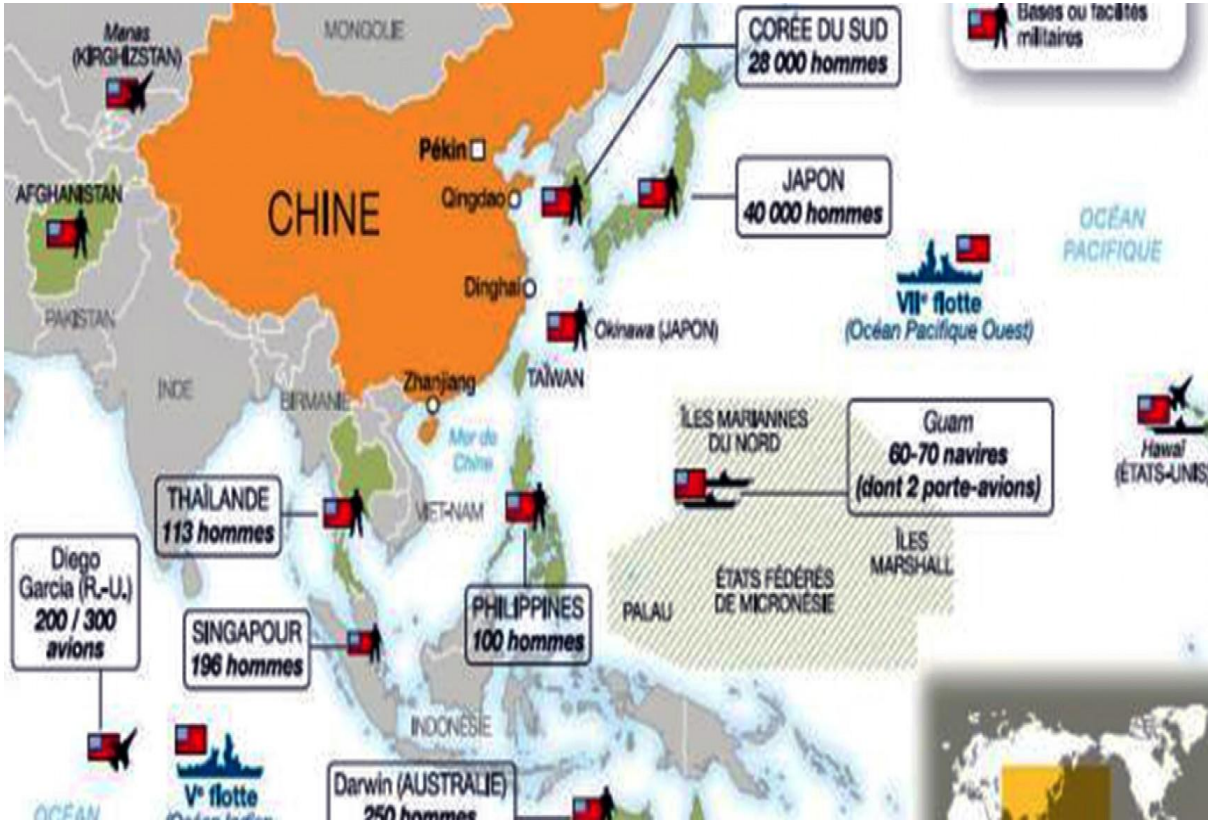 Manas
(KIRGHIZSTAN)
MONGOLIE
CORÉE DU SUD
28 000 hommes
Bases ou facilités
militaires
Pékin
AFGHANISTAN
Qingdao
CHINE
JAPON
40 000 hommes
OCÉAN
PACIFIQUE
Dinghai
VIIe flotte
(Océan Pacifique Ouest)
PAKISTAN
Okinawa (JAPON)
INDE
BIRMANIE
Zhanjiang
TAÏWAN
Mer de
Chine
ÎLES MARIANNES
DU NORD
Guam
60-70 navires
(dont 2 porte-avions)
Hawaï
(ÉTATS-UNIS)
THAÏLANDE
113 hommes
VIET-NAM
ÎLES
MARSHALL
Diego
Garcia (R.-U.)
200 / 300
avions
ÉTATS FÉDÉRÉS
DE MICRONÉSIE
PALAU
PHILIPPINES
100 hommes
SINGAPOUR
196 hommes
INDONÉSIE
Ve flotte
(Océan Indien
Darwin (AUSTRALIE)
250 hommes
OCÉAN